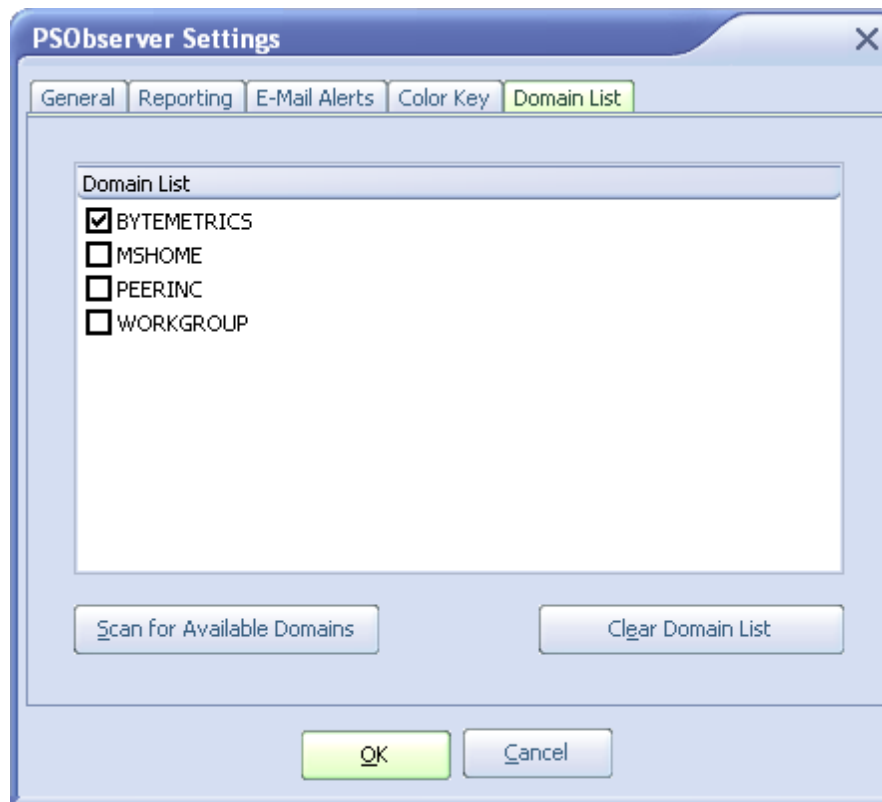 PSObserver Settings
General Reporting E-Mail Alerts Color Key Domain List
Domain List
BYTEMETRICS
MSHOME
PEERINC
WORKGROUP
Scan for Available Domains Clear Domain List
OK Cancel